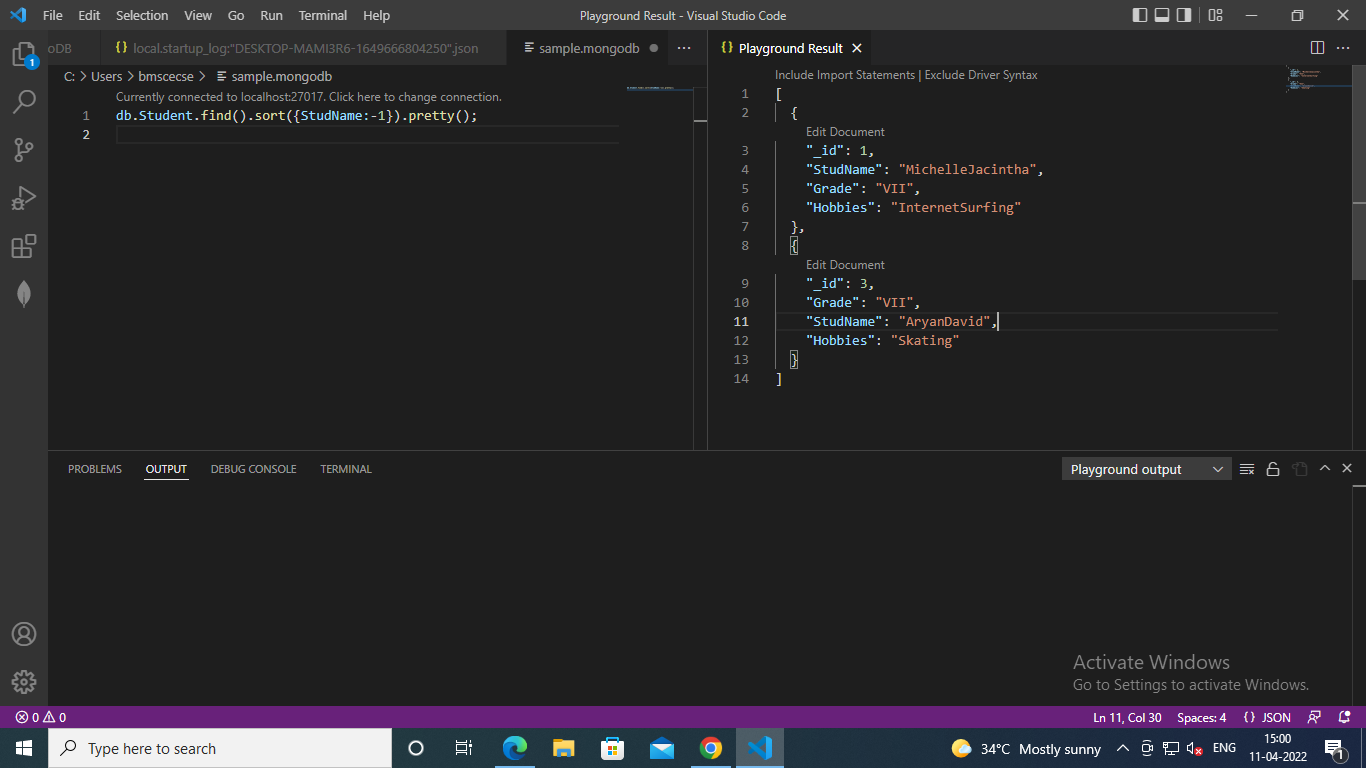 File Edit Selection View Go Run Terminal Help Playground Result - Visual Studio Code
oDB {} local.startup_log:"DESKTOP-MAMI3R6-1649666804250".json sample.mongodb ● ···
C: > Users > bmscecse > sample.mongodb
Currently connected to localhost:27017. Click here to change connection.
1 db.Student.find().sort({StudName:-1}).pretty();
2
{} Playground Result
Include Import Statements | Exclude Driver Syntax
1 [
2 {
Edit Document
3 "_id": 1,
4 "StudName": "MichelleJacintha",
5 "Grade": "VII",
6 "Hobbies": "InternetSurfing"
7 },
8 {
Edit Document
9 "_id": 3,
10 "Grade": "VII",
11 "StudName": "AryanDavid",
12 "Hobbies": "Skating"
13 }
14 ]
1
PROBLEMS OUTPUT DEBUG CONSOLE TERMINAL Playground output
Activate Windows
Go to Settings to activate Windows.
0 0 Ln 11, Col 30 Spaces: 4 {} JSON
Type here to search 34°C Mostly sunny ENG 15:00
11-04-2022
1